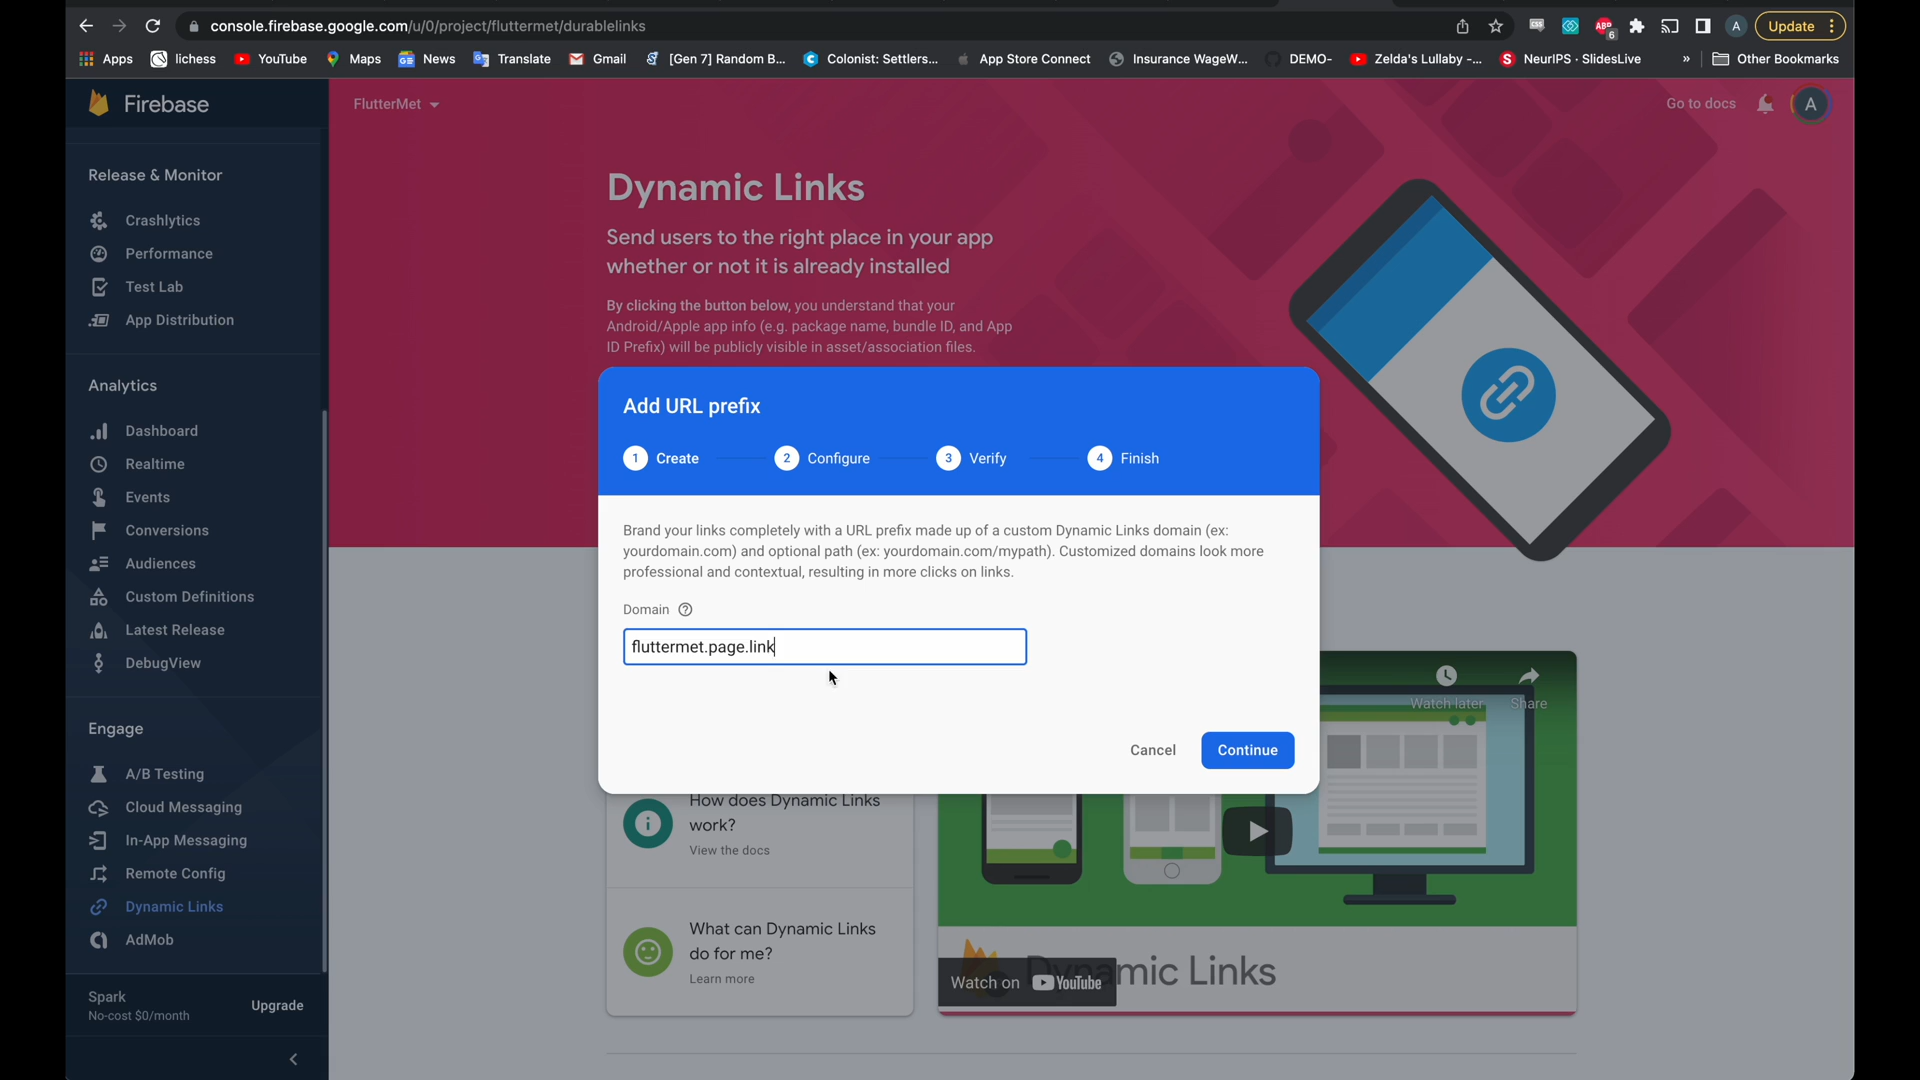 console.firebase.google.com/u/0/project/fluttermet/durablelinks
6
A
Update
Apps
lichess
YouTube
Maps
News
Translate
Gmail
[Gen 7] Random B...
Colonist: Settlers...
App Store Connect
Insurance WageW...
DEMO-
Zelda's Lullaby -...
NeurIPS · SlidesLive
»
Other Bookmarks
Firebase
FlutterMet
Go to docs
A
Release & Monitor
Crashlytics
Performance
Test Lab
App Distribution
Analytics
Dashboard
Realtime
Events
Conversions
Audiences
Custom Definitions
Latest Release
DebugView
Engage
A/B Testing
Cloud Messaging
In-App Messaging
Remote Config
Dynamic Links
AdMob
Spark
No-cost $0/month
Upgrade
Dynamic Links
Send users to the right place in your app
whether or not it is already installed
By clicking the button below, you understand that your
Android/Apple app info (e.g. package name, bundle ID, and App
ID Prefix) will be publicly visible in asset/association files.
Add URL prefix
1 Create
2 Configure
3 Verify
4 Finish
Brand your links completely with a URL prefix made up of a custom Dynamic Links domain (ex:
yourdomain.com) and optional path (ex: yourdomain.com/mypath). Customized domains look more
professional and contextual, resulting in more clicks on links.
Domain
fluttermet.page.link
Cancel
Continue
Watch later
Share
How does Dynamic Links
work?
View the docs
What can Dynamic Links
do for me?
Learn more
Watch on YouTube
Dynamic Links